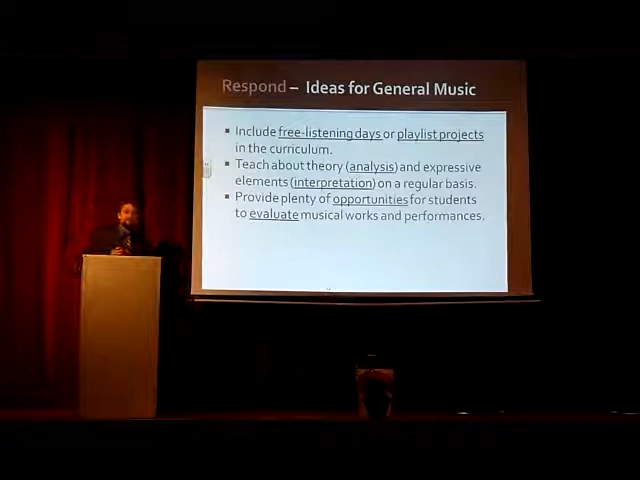 Respond – Ideas for General Music
▪ Include free-listening days or playlist projects
in the curriculum.
▪ Teach about theory (analysis) and expressive
elements (interpretation) on a regular basis.
▪ Provide plenty of opportunities for students
to evaluate musical works and performances.